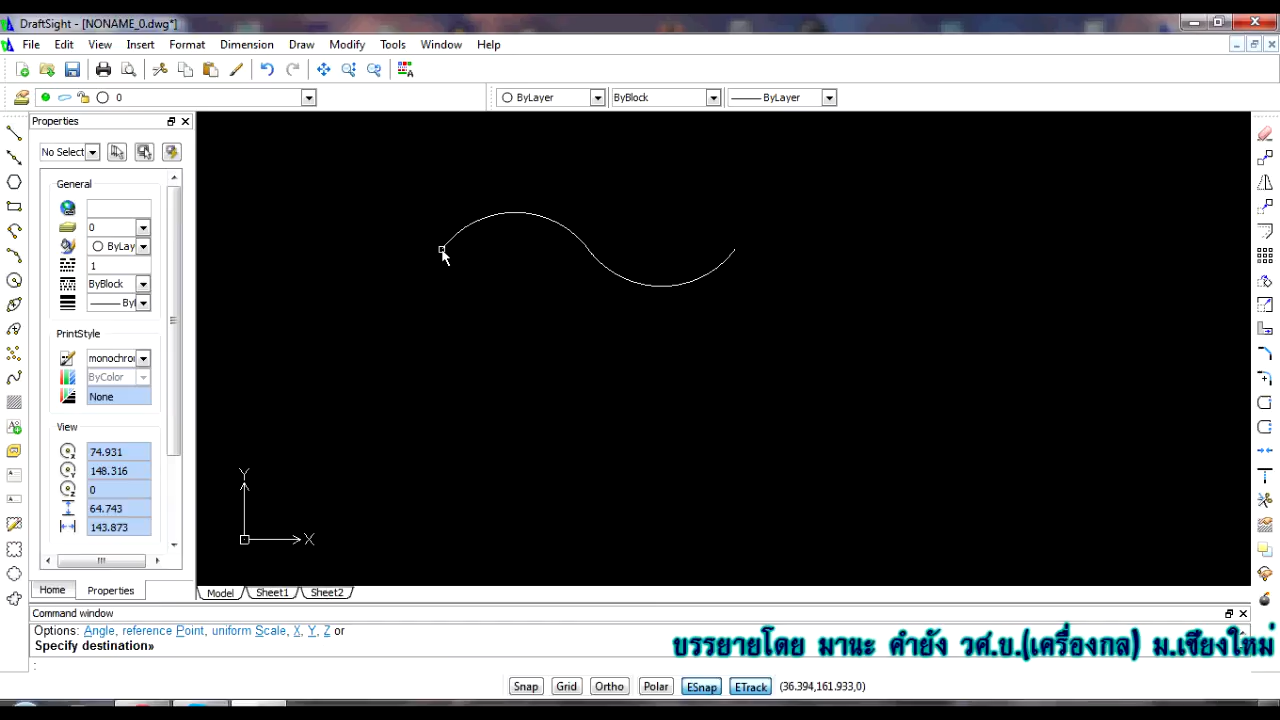 DraftSight - [NONAME_0.dwg*]
File Edit View Insert Format Dimension Draw Modify Tools Window Help
0 ByLayer ByBlock ByLayer
Properties
No Select
General
0
ByLay
1
ByBlock
Byl
PrintStyle
monochror
ByColor
None
View
74.931
148.316
0
64.743
143.873
Y
X
Home Properties
Model Sheet1 Sheet2
Command window
Options: Angle, reference Point, uniform Scale, X, Y, Z or
Specify destination»
:
บรรยายโดย มานะ คำยัง วศ.บ.(เครื่องกล) ม.เชียงใหม่
Snap Grid Ortho Polar ESnap ETrack (36.394,161.933,0)